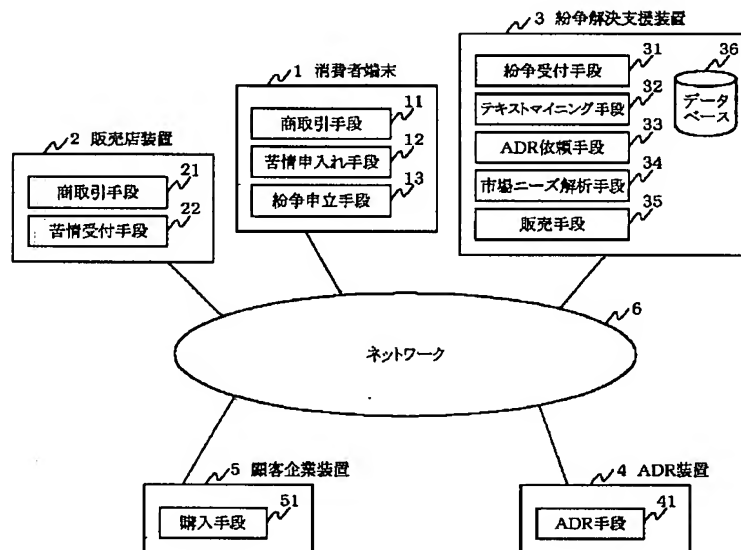 3 紛争解決支援装置
31
紛争受付手段
32
テキストマイニング手段
33
ADR依頼手段
34
市場ニーズ解析手段
35
販売手段
36
データ
ベース
1 消費者端末
11
商取引手段
12
苦情申入れ手段
13
紛争申立手段
2 販売店装置
21
商取引手段
22
苦情受付手段
6
ネットワーク
5 顧客企業装置
51
購入手段
4 ADR装置
41
ADR手段